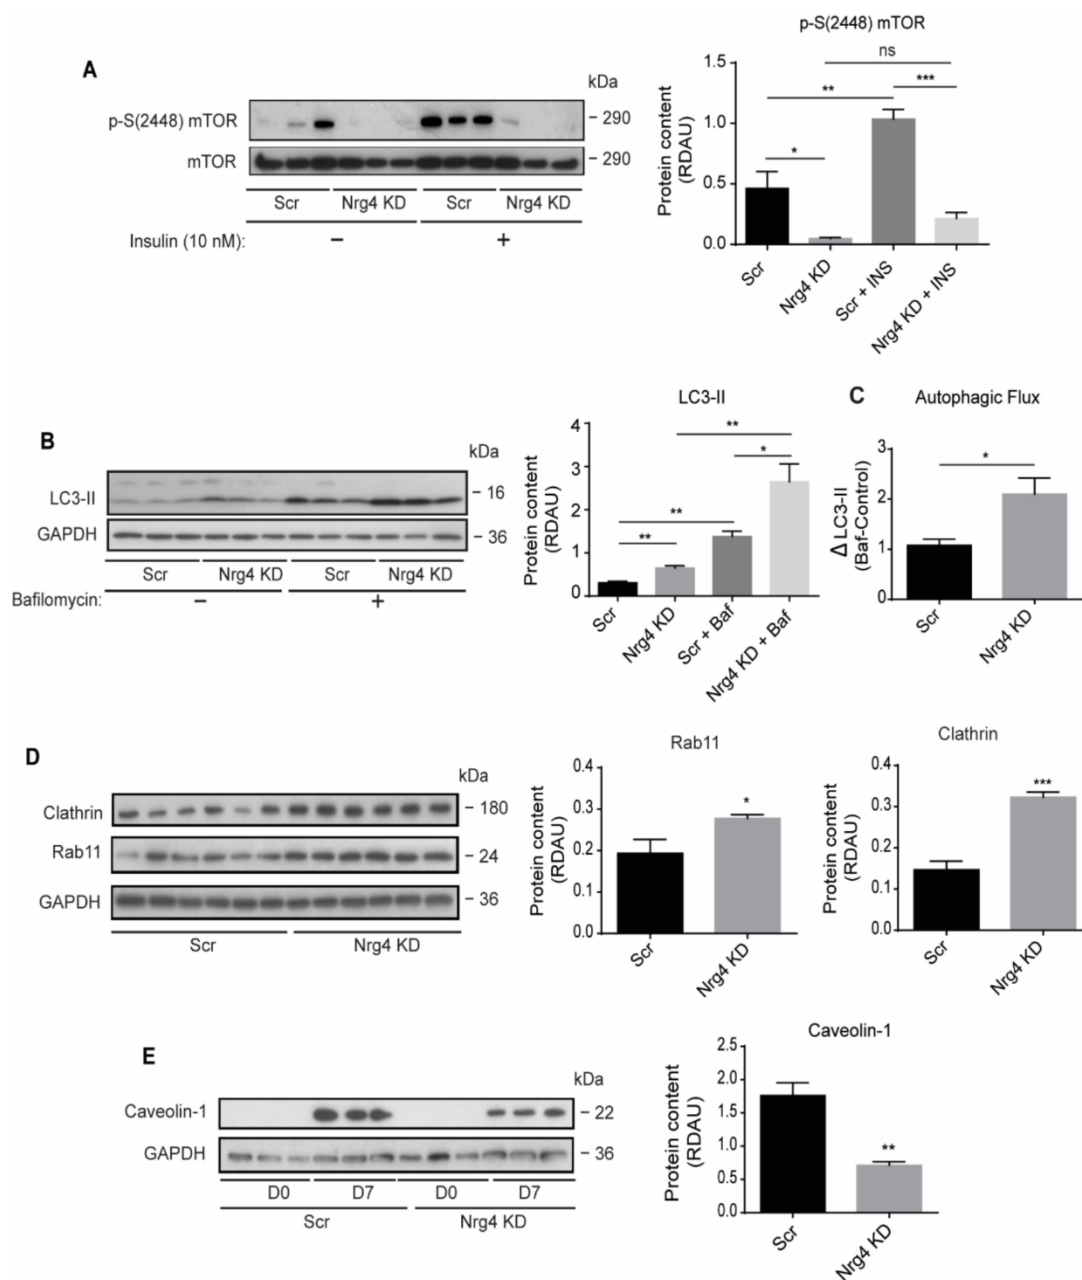 A
kDa
p-S(2448) mTOR
- 290
mTOR
- 290
Scr Nrg4 KD Scr Nrg4 KD
Insulin (10 nM): − +
p-S(2448) mTOR
ns
***
**
*
1.5
1.0
0.5
0.0
Protein content
(RDAU)
Scr
Nrg4 KD
Scr + INS
Nrg4 KD + INS
B
kDa
LC3-II
- 16
GAPDH
- 36
Scr Nrg4 KD Scr Nrg4 KD
Bafilomycin: − +
LC3-II
**
*
**
**
4
3
2
1
0
Protein content
(RDAU)
Scr
Nrg4 KD
Scr + Baf
Nrg4 KD + Baf
C
Autophagic Flux
*
3
2
1
0
Δ LC3-II
(Baf-Control)
Scr
Nrg4 KD
D
kDa
Clathrin
- 180
Rab11
- 24
GAPDH
- 36
Scr Nrg4 KD
Rab11
*
0.4
0.3
0.2
0.1
0.0
Protein content
(RDAU)
Scr
Nrg4 KD
Clathrin
***
0.4
0.3
0.2
0.1
0.0
Protein content
(RDAU)
Scr
Nrg4 KD
E
kDa
Caveolin-1
- 22
GAPDH
- 36
D0 D7 D0 D7
Scr Nrg4 KD
Caveolin-1
**
2.5
2.0
1.5
1.0
0.5
0.0
Protein content
(RDAU)
Scr
Nrg4 KD